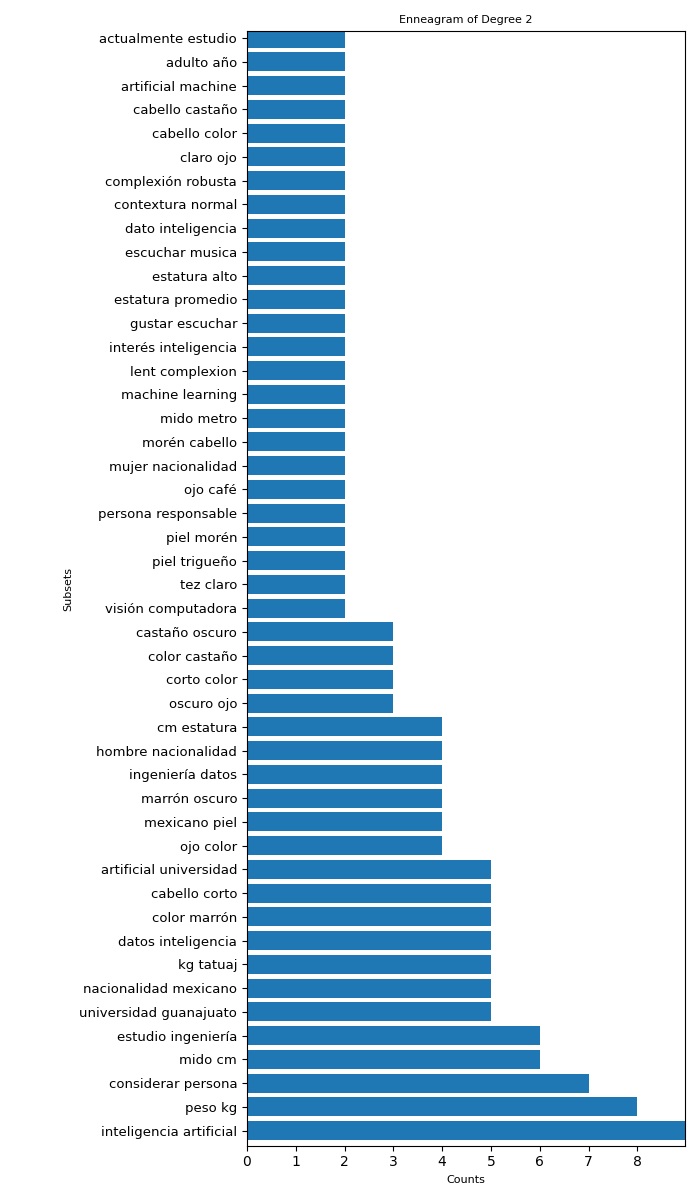 Enneagram of Degree 2
actualmente estudio
adulto año
artificial machine
cabello castaño
cabello color
claro ojo
complexión robusta
contextura normal
dato inteligencia
escuchar musica
estatura alto
estatura promedio
gustar escuchar
interés inteligencia
lent complexion
machine learning
mido metro
morén cabello
mujer nacionalidad
ojo café
persona responsable
piel morén
piel trigueño
tez claro
visión computadora
castaño oscuro
color castaño
corto color
oscuro ojo
cm estatura
hombre nacionalidad
ingeniería datos
marrón oscuro
mexicano piel
ojo color
artificial universidad
cabello corto
color marrón
datos inteligencia
kg tatuaj
nacionalidad mexicano
universidad guanajuato
estudio ingeniería
mido cm
considerar persona
peso kg
inteligencia artificial
Subsets
0 1 2 3 4 5 6 7 8
Counts